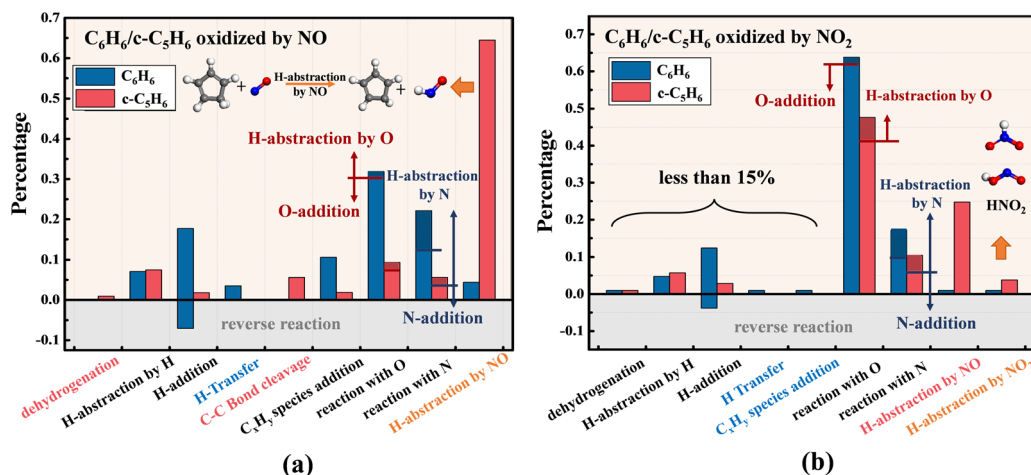 C₆H₆/c-C₅H₆ oxidized by NO
C₆H₆
c-C₅H₆
+
H-abstraction
by NO
+
H-abstraction by O
O-addition
H-abstraction
by N
N-addition
reverse reaction
Percentage
0.7
0.6
0.5
0.4
0.3
0.2
0.1
0.0
-0.1
dehydrogenation
H-abstraction by H
H-addition
H-Transfer
C-C Bond cleavage
CₓHᵧ species addition
reaction with O
reaction with N
H-abstraction by NO
(a)
C₆H₆/c-C₅H₆ oxidized by NO₂
C₆H₆
c-C₅H₆
O-addition
H-abstraction by O
less than 15%
H-abstraction
by N
HNO₂
N-addition
reverse reaction
Percentage
0.7
0.6
0.5
0.4
0.3
0.2
0.1
0.0
-0.1
dehydrogenation
H-abstraction by H
H-addition
H Transfer
CₓHᵧ species addition
reaction with O
reaction with N
H-abstraction by NO
H-abstraction by NO₂
(b)